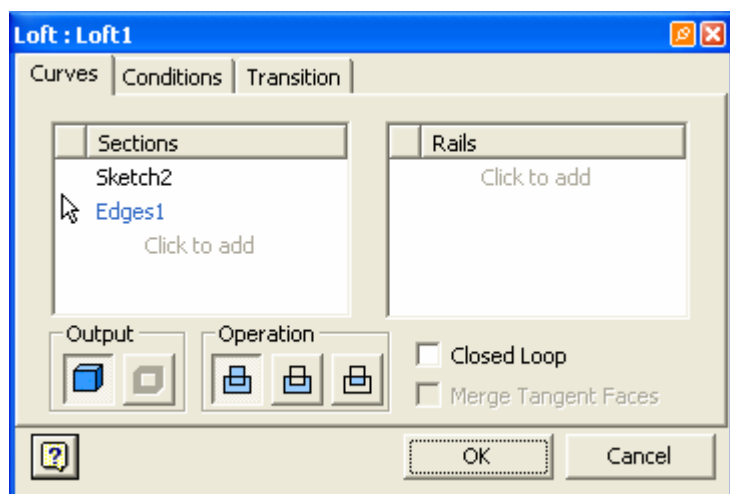 Loft : Loft1
Curves Conditions Transition
Sections
Sketch2
Edges1
Click to add
Rails
Click to add
Output
Operation
Closed Loop
Merge Tangent Faces
?
OK Cancel